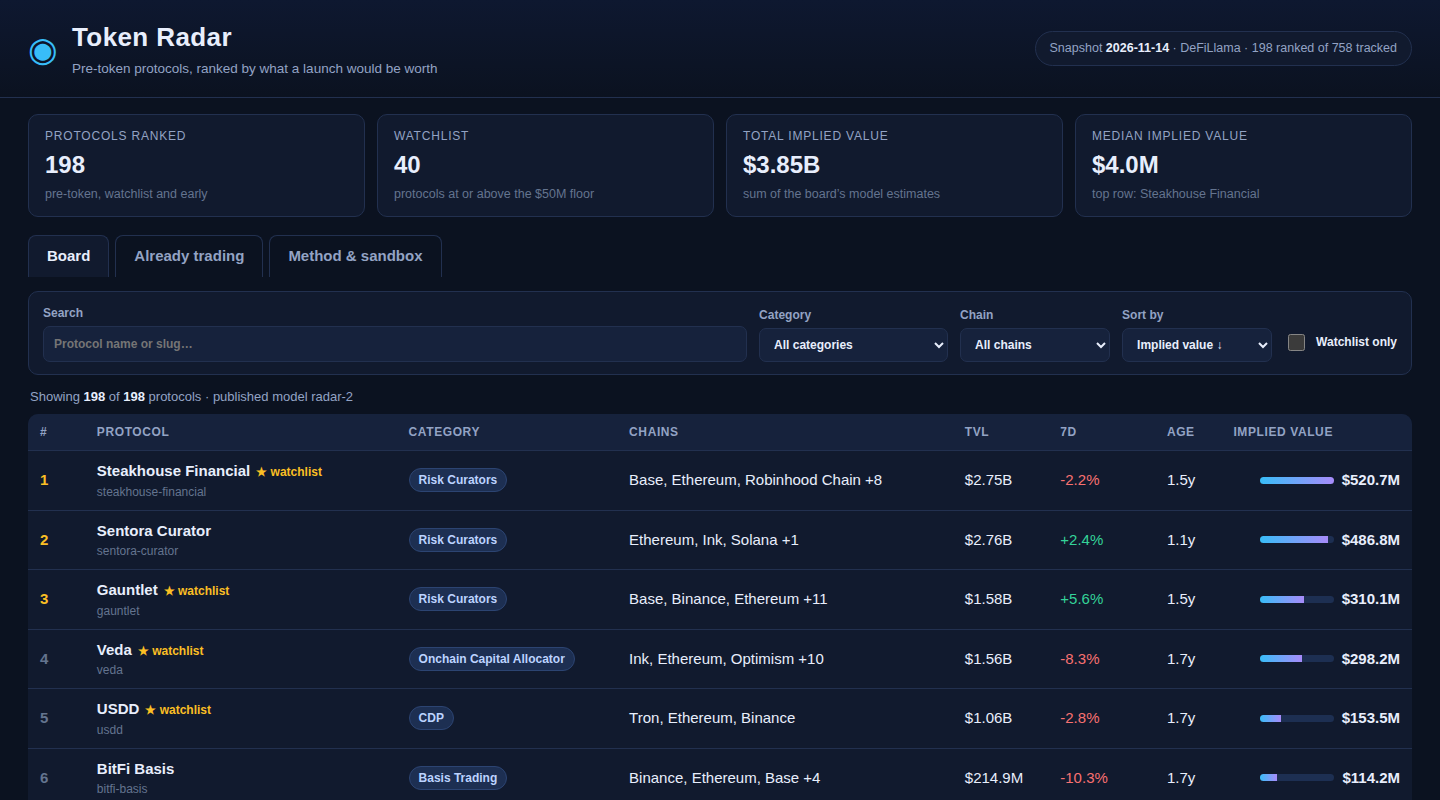 Token Radar
Pre-token protocols, ranked by what a launch would be worth
Snapshot 2026-11-14 · DeFiLlama · 198 ranked of 758 tracked
PROTOCOLS RANKED
198
pre-token, watchlist and early
WATCHLIST
40
protocols at or above the $50M floor
TOTAL IMPLIED VALUE
$3.85B
sum of the board's model estimates
MEDIAN IMPLIED VALUE
$4.0M
top row: Steakhouse Financial
Board Already trading Method & sandbox
Search Category Chain Sort by
Protocol name or slug… All categories All chains Implied value ↓ Watchlist only
Showing 198 of 198 protocols · published model radar-2
# PROTOCOL CATEGORY CHAINS TVL 7D AGE IMPLIED VALUE
1 Steakhouse Financial ★ watchlist Risk Curators Base, Ethereum, Robinhood Chain +8 $2.75B -2.2% 1.5y $520.7M
steakhouse-financial
2 Sentora Curator Risk Curators Ethereum, Ink, Solana +1 $2.76B +2.4% 1.1y $486.8M
sentora-curator
3 Gauntlet ★ watchlist Risk Curators Base, Binance, Ethereum +11 $1.58B +5.6% 1.5y $310.1M
gauntlet
4 Veda ★ watchlist Onchain Capital Allocator Ink, Ethereum, Optimism +10 $1.56B -8.3% 1.7y $298.2M
veda
5 USDD ★ watchlist CDP Tron, Ethereum, Binance $1.06B -2.8% 1.7y $153.5M
usdd
6 BitFi Basis Basis Trading Binance, Ethereum, Base +4 $214.9M -10.3% 1.7y $114.2M
bitfi-basis